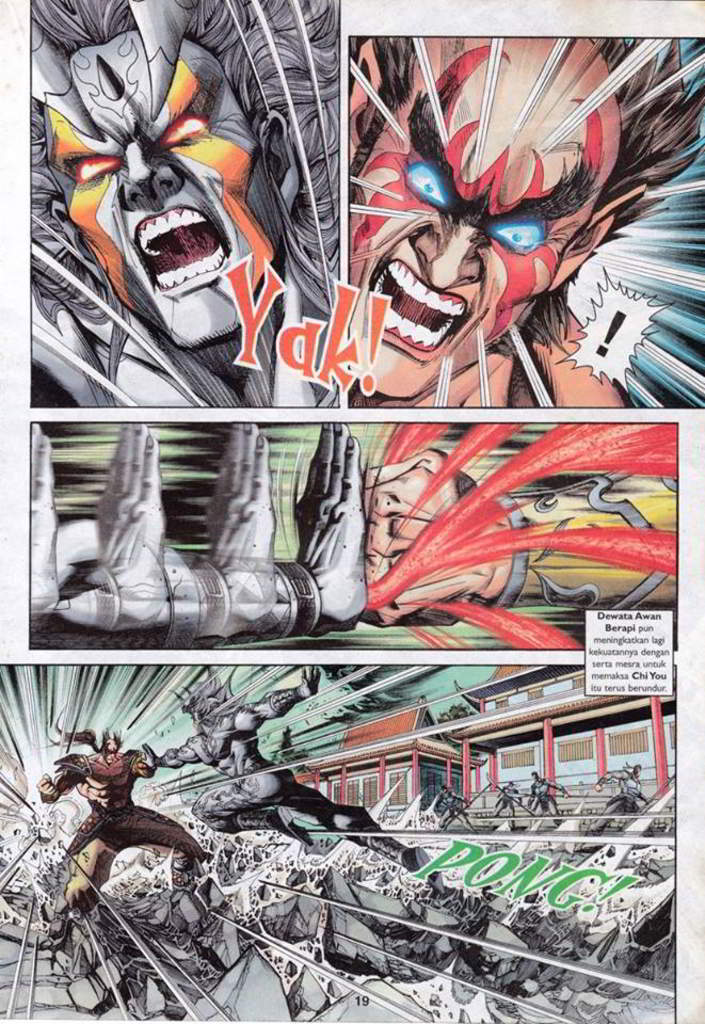 Yak!
!
Dewata Awan
Berapi pun
meningkatkan lagi
kekuatannya dengan
serta mesra untuk
memaksa Chi You
itu terus berundur.
PONG!
19